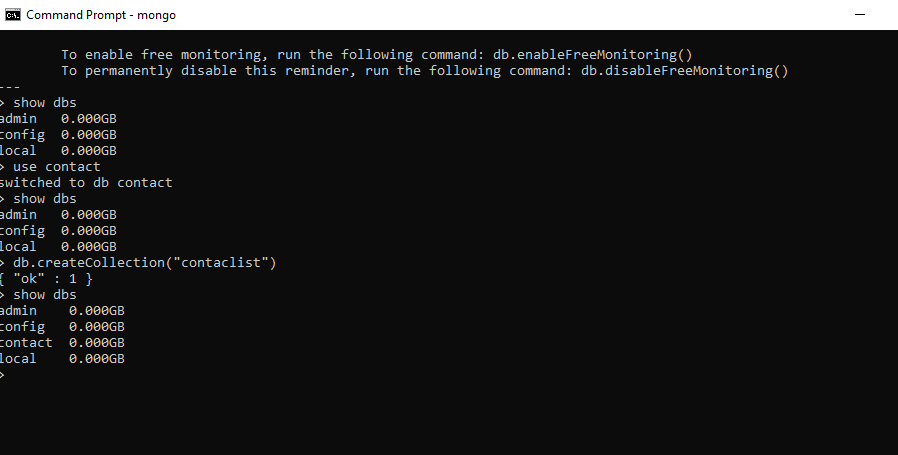 Command Prompt - mongo
To enable free monitoring, run the following command: db.enableFreeMonitoring()
To permanently disable this reminder, run the following command: db.disableFreeMonitoring()
---
> show dbs
admin   0.000GB
config  0.000GB
local   0.000GB
> use contact
switched to db contact
> show dbs
admin   0.000GB
config  0.000GB
local   0.000GB
> db.createCollection("contaclist")
{ "ok" : 1 }
> show dbs
admin    0.000GB
config   0.000GB
contact  0.000GB
local    0.000GB
>